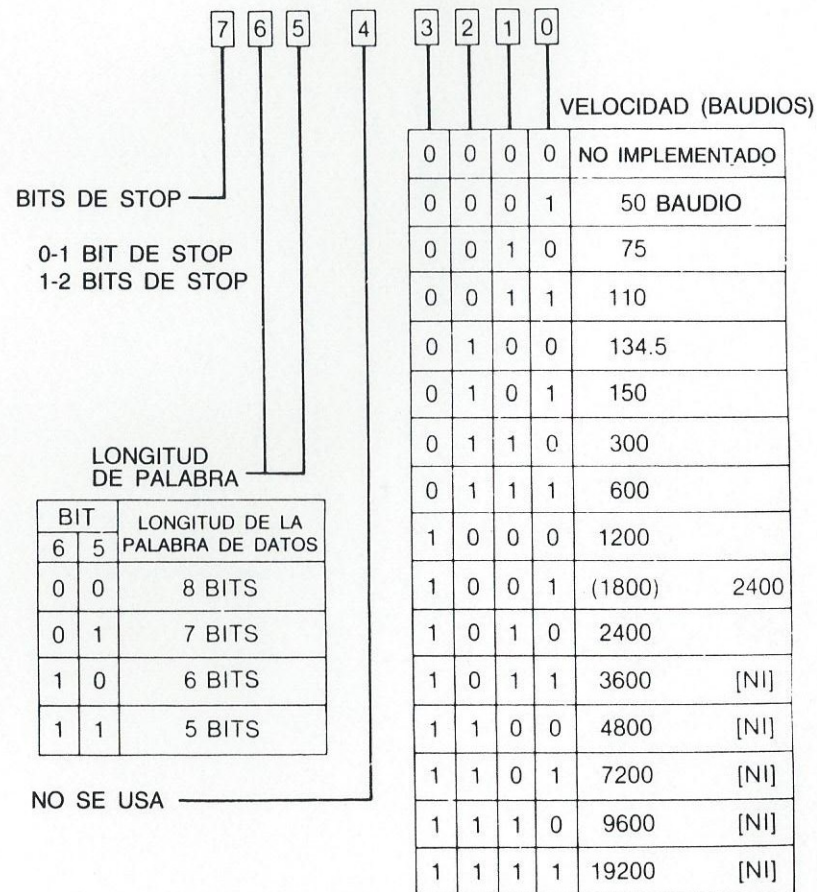 7 6 5 4 3 2 1 0
VELOCIDAD (BAUDIOS)
0 0 0 0 NO IMPLEMENTADO
0 0 0 1 50 BAUDIO
0 0 1 0 75
0 0 1 1 110
0 1 0 0 134.5
0 1 0 1 150
0 1 1 0 300
0 1 1 1 600
1 0 0 0 1200
1 0 0 1 (1800) 2400
1 0 1 0 2400
1 0 1 1 3600 [NI]
1 1 0 0 4800 [NI]
1 1 0 1 7200 [NI]
1 1 1 0 9600 [NI]
1 1 1 1 19200 [NI]
BITS DE STOP
0-1 BIT DE STOP
1-2 BITS DE STOP
LONGITUD
DE PALABRA
BIT
6 5
LONGITUD DE LA
PALABRA DE DATOS
0 0 8 BITS
0 1 7 BITS
1 0 6 BITS
1 1 5 BITS
NO SE USA